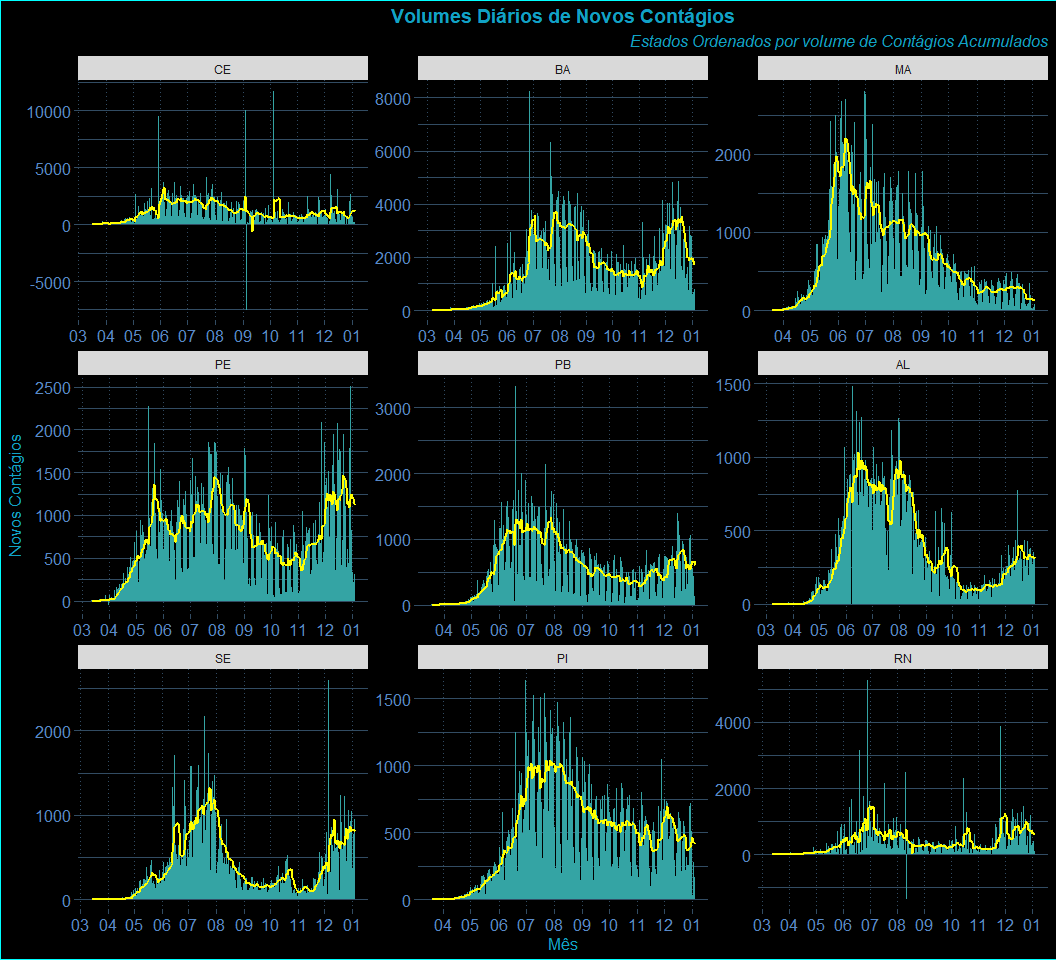 Volumes Diários de Novos Contágios
Estados Ordenados por volume de Contágios Acumulados
CE BA MA
10000
5000
0
-5000
03 04 05 06 07 08 09 10 11 12 01
8000
6000
4000
2000
0
03 04 05 06 07 08 09 10 11 12 01
2000
1000
0
04 05 06 07 08 09 10 11 12 01
PE PB AL
2500
2000
1500
1000
500
0
03 04 05 06 07 08 09 10 11 12 01
3000
2000
1000
0
04 05 06 07 08 09 10 11 12 01
1500
1000
500
0
03 04 05 06 07 08 09 10 11 12 01
SE PI RN
2000
1000
0
03 04 05 06 07 08 09 10 11 12 01
1500
1000
500
0
04 05 06 07 08 09 10 11 12 01
4000
2000
0
03 04 05 06 07 08 09 10 11 12 01
Novos Contágios
Mês